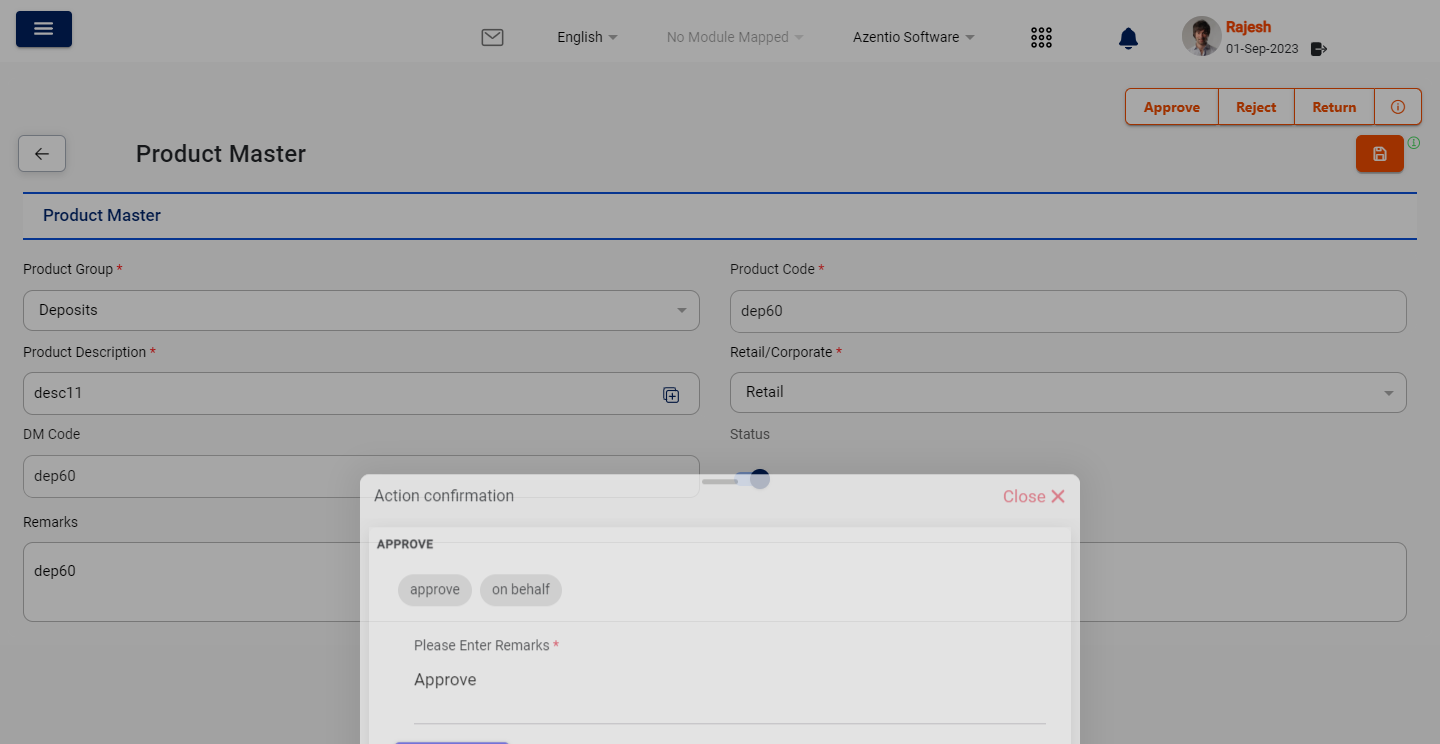 English
No Module Mapped
Azentio Software
Rajesh
01-Sep-2023
Approve
Reject
Return
Product Master
Product Master
Product Group *
Product Code *
Deposits
dep60
Product Description *
Retail/Corporate *
desc11
Retail
DM Code
Status
dep60
Action confirmation
Close
Remarks
APPROVE
dep60
approve
on behalf
Please Enter Remarks *
Approve